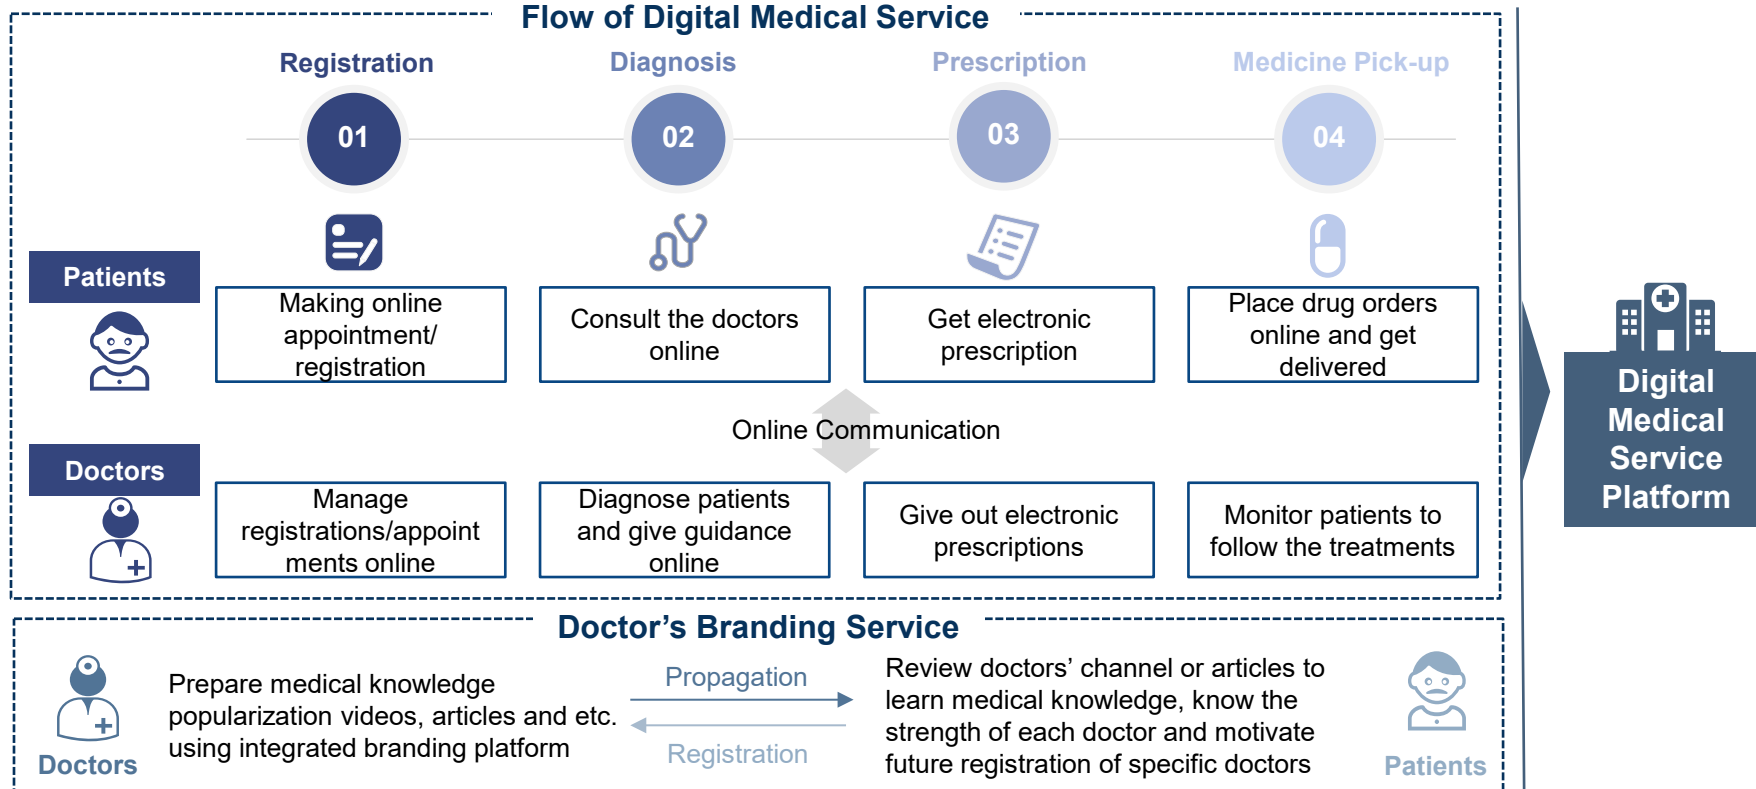 Flow of Digital Medical Service
Registration
Diagnosis
Prescription
Medicine Pick-up
01
02
03
04
Patients
Making online
appointment/
registration
Consult the doctors
online
Get electronic
prescription
Place drug orders
online and get
delivered
Online Communication
Doctors
Manage
registrations/appoint
ments online
Diagnose patients
and give guidance
online
Give out electronic
prescriptions
Monitor patients to
follow the treatments
Doctor’s Branding Service
Doctors
Prepare medical knowledge
popularization videos, articles and etc.
using integrated branding platform
Propagation
Registration
Review doctors’ channel or articles to
learn medical knowledge, know the
strength of each doctor and motivate
future registration of specific doctors
Patients
Digital
Medical
Service
Platform